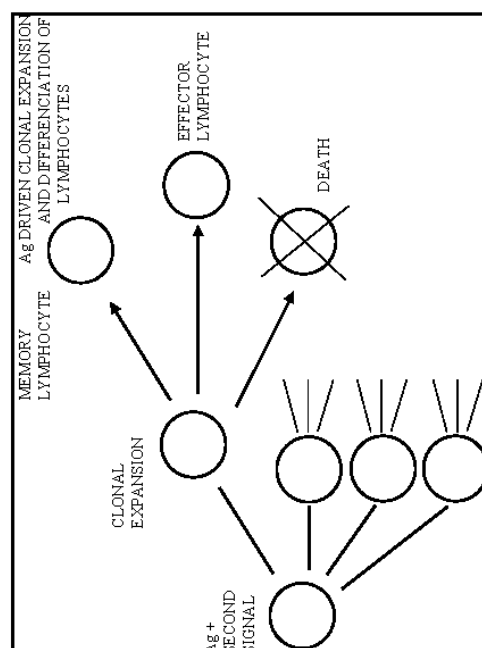 Ag DRIVEN CLONAL EXPANSION
AND DIFFERENCIATION OF
LYMPHOCYTES
MEMORY
LYMPHOCYTE
EFFECTOR
LYMPHOCYTE
DEATH
CLONAL
EXPANSION
Ag +
SECOND
SIGNAL